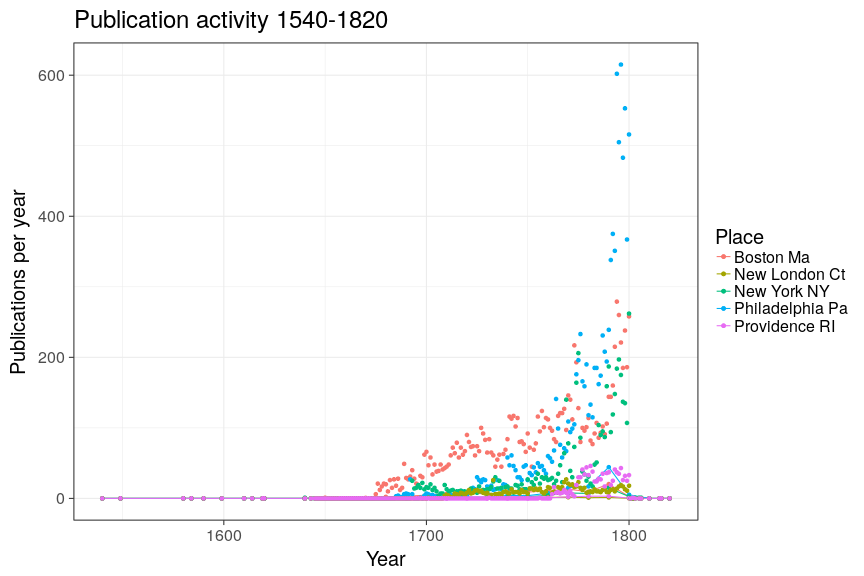 Publication activity 1540-1820
Publications per year
600
400
200
0
1600
1700
1800
Year
Place
Boston Ma
New London Ct
New York NY
Philadelphia Pa
Providence RI